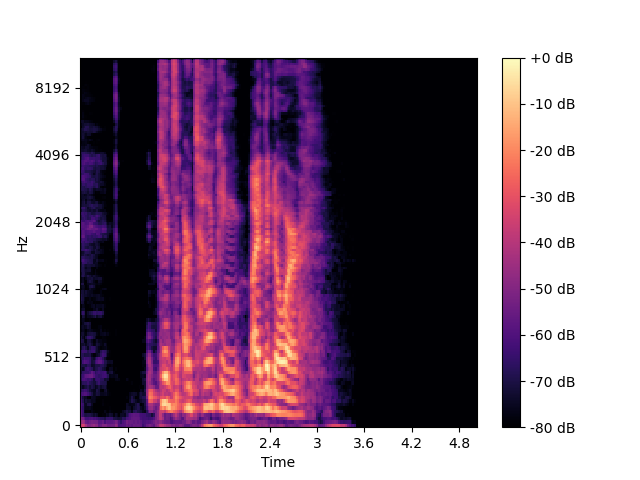 8192
4096
2048
1024
512
0
Hz
0 0.6 1.2 1.8 2.4 3 3.6 4.2 4.8
Time
+0 dB
-10 dB
-20 dB
-30 dB
-40 dB
-50 dB
-60 dB
-70 dB
-80 dB